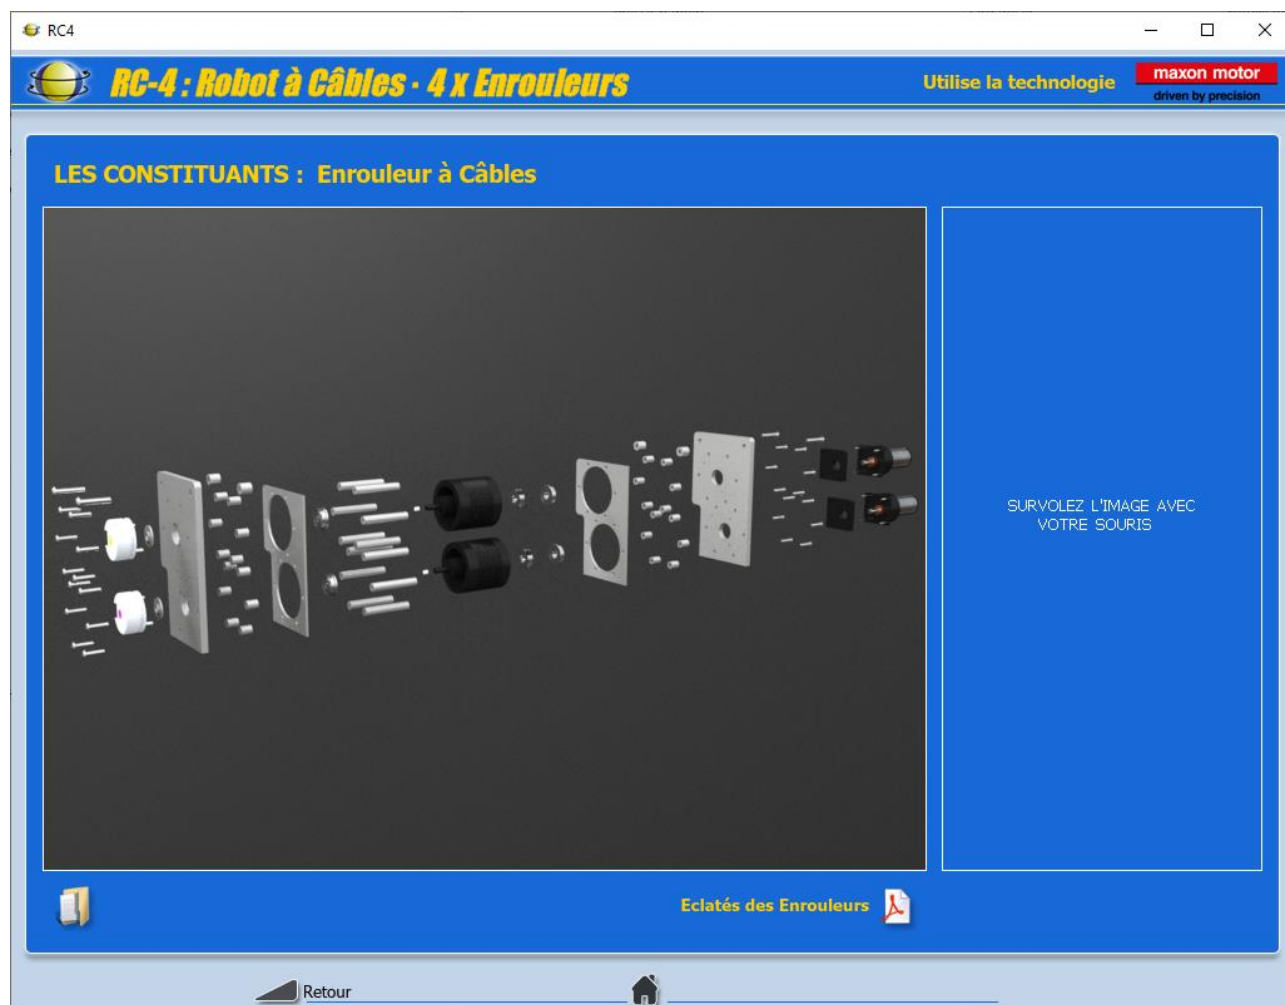 RC4
RC-4 : Robot à Câbles - 4 x Enrouleurs
Utilise la technologie
maxon motor
driven by precision
LES CONSTITUANTS : Enrouleur à Câbles
SURVOLEZ L'IMAGE AVEC
VOTRE SOURIS
Eclatés des Enrouleurs
Retour